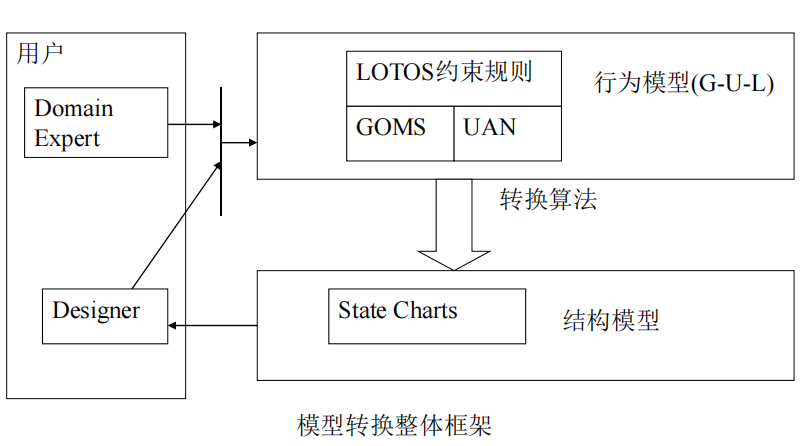 用户
Domain
Expert
LOTOS约束规则
GOMS
UAN
行为模型(G-U-L)
转换算法
Designer
State Charts
结构模型
模型转换整体框架